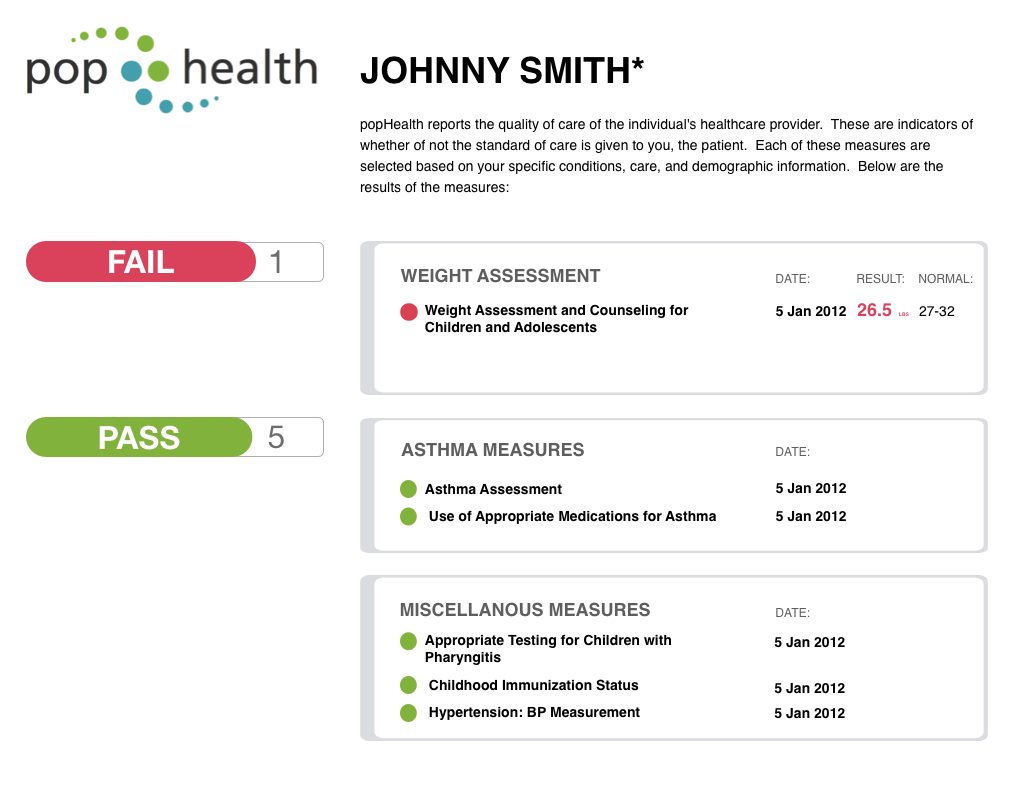 pop health
JOHNNY SMITH*
popHealth reports the quality of care of the individual's healthcare provider.  These are indicators of
whether of not the standard of care is given to you, the patient.  Each of these measures are
selected based on your specific conditions, care, and demographic information.  Below are the
results of the measures:
FAIL 1
WEIGHT ASSESSMENT DATE: RESULT: NORMAL:
Weight Assessment and Counseling for 5 Jan 2012 26.5 LBS 27-32
Children and Adolescents
PASS 5
ASTHMA MEASURES DATE:
Asthma Assessment 5 Jan 2012
Use of Appropriate Medications for Asthma 5 Jan 2012
MISCELLANOUS MEASURES DATE:
Appropriate Testing for Children with 5 Jan 2012
Pharyngitis
Childhood Immunization Status 5 Jan 2012
Hypertension: BP Measurement 5 Jan 2012